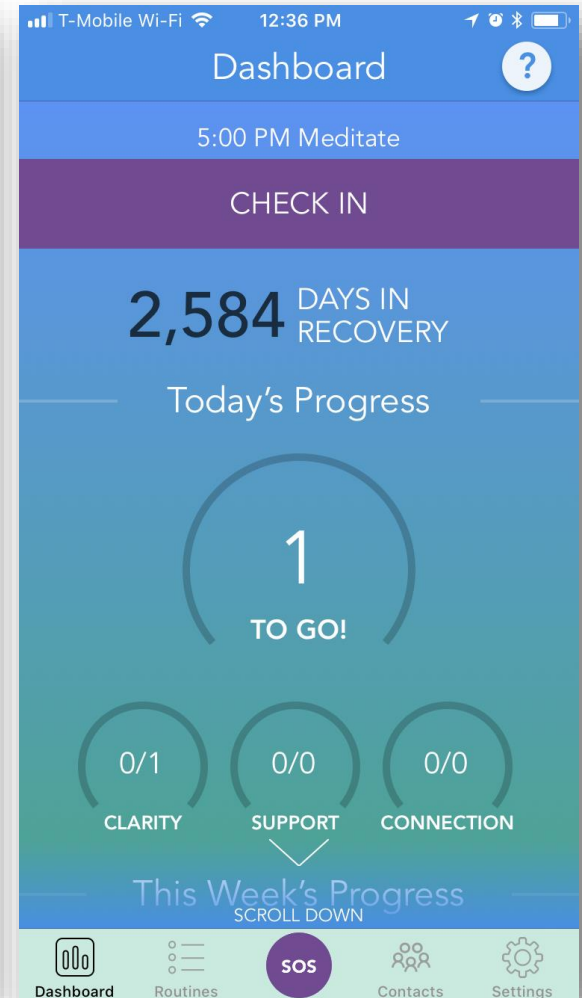 T-Mobile Wi-Fi 12:36 PM
Dashboard ?
5:00 PM Meditate
CHECK IN
2,584 DAYS IN
RECOVERY
Today's Progress
1
TO GO!
0/1 0/0 0/0
CLARITY SUPPORT CONNECTION
This Week's Progress
SCROLL DOWN
SOS
Dashboard Routines Contacts Settings